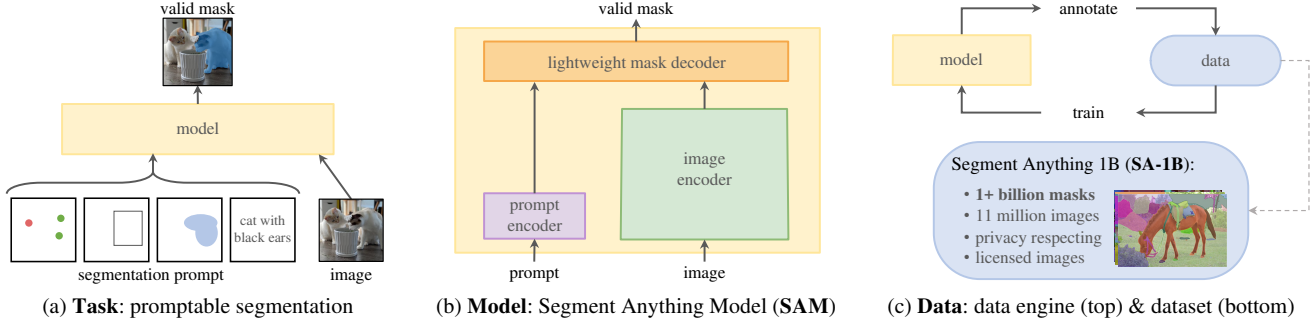 valid mask
model
cat with
black ears
segmentation prompt
image
(a) Task: promptable segmentation
valid mask
lightweight mask decoder
image
encoder
prompt
encoder
prompt
image
(b) Model: Segment Anything Model (SAM)
annotate
model
data
train
Segment Anything 1B (SA-1B):
• 1+ billion masks
• 11 million images
• privacy respecting
• licensed images
(c) Data: data engine (top) & dataset (bottom)